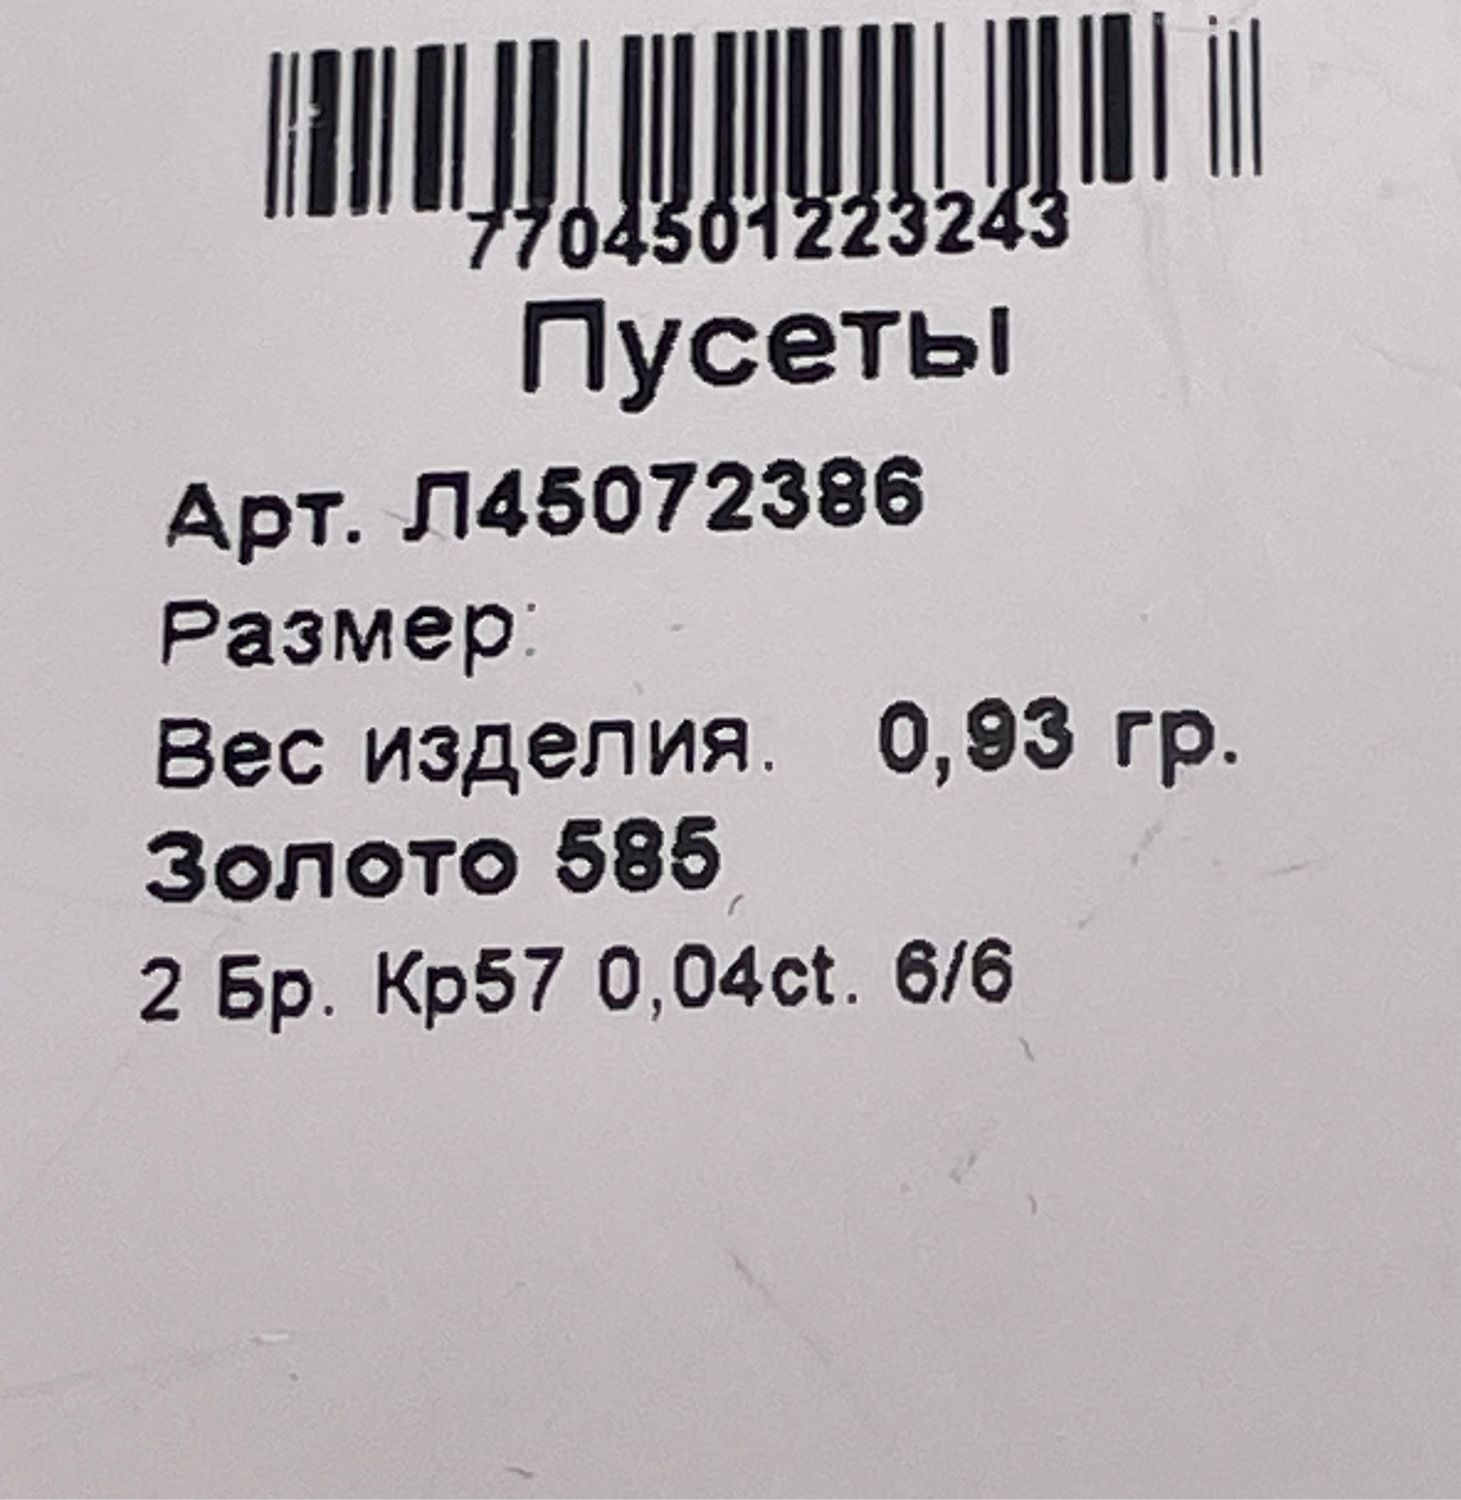 7704501223243
Пусеты
Арт. Л45072386
Размер:
Вес изделия. 0,93 гр.
Золото 585
2 Бр. Кр57 0,04ct. 6/6